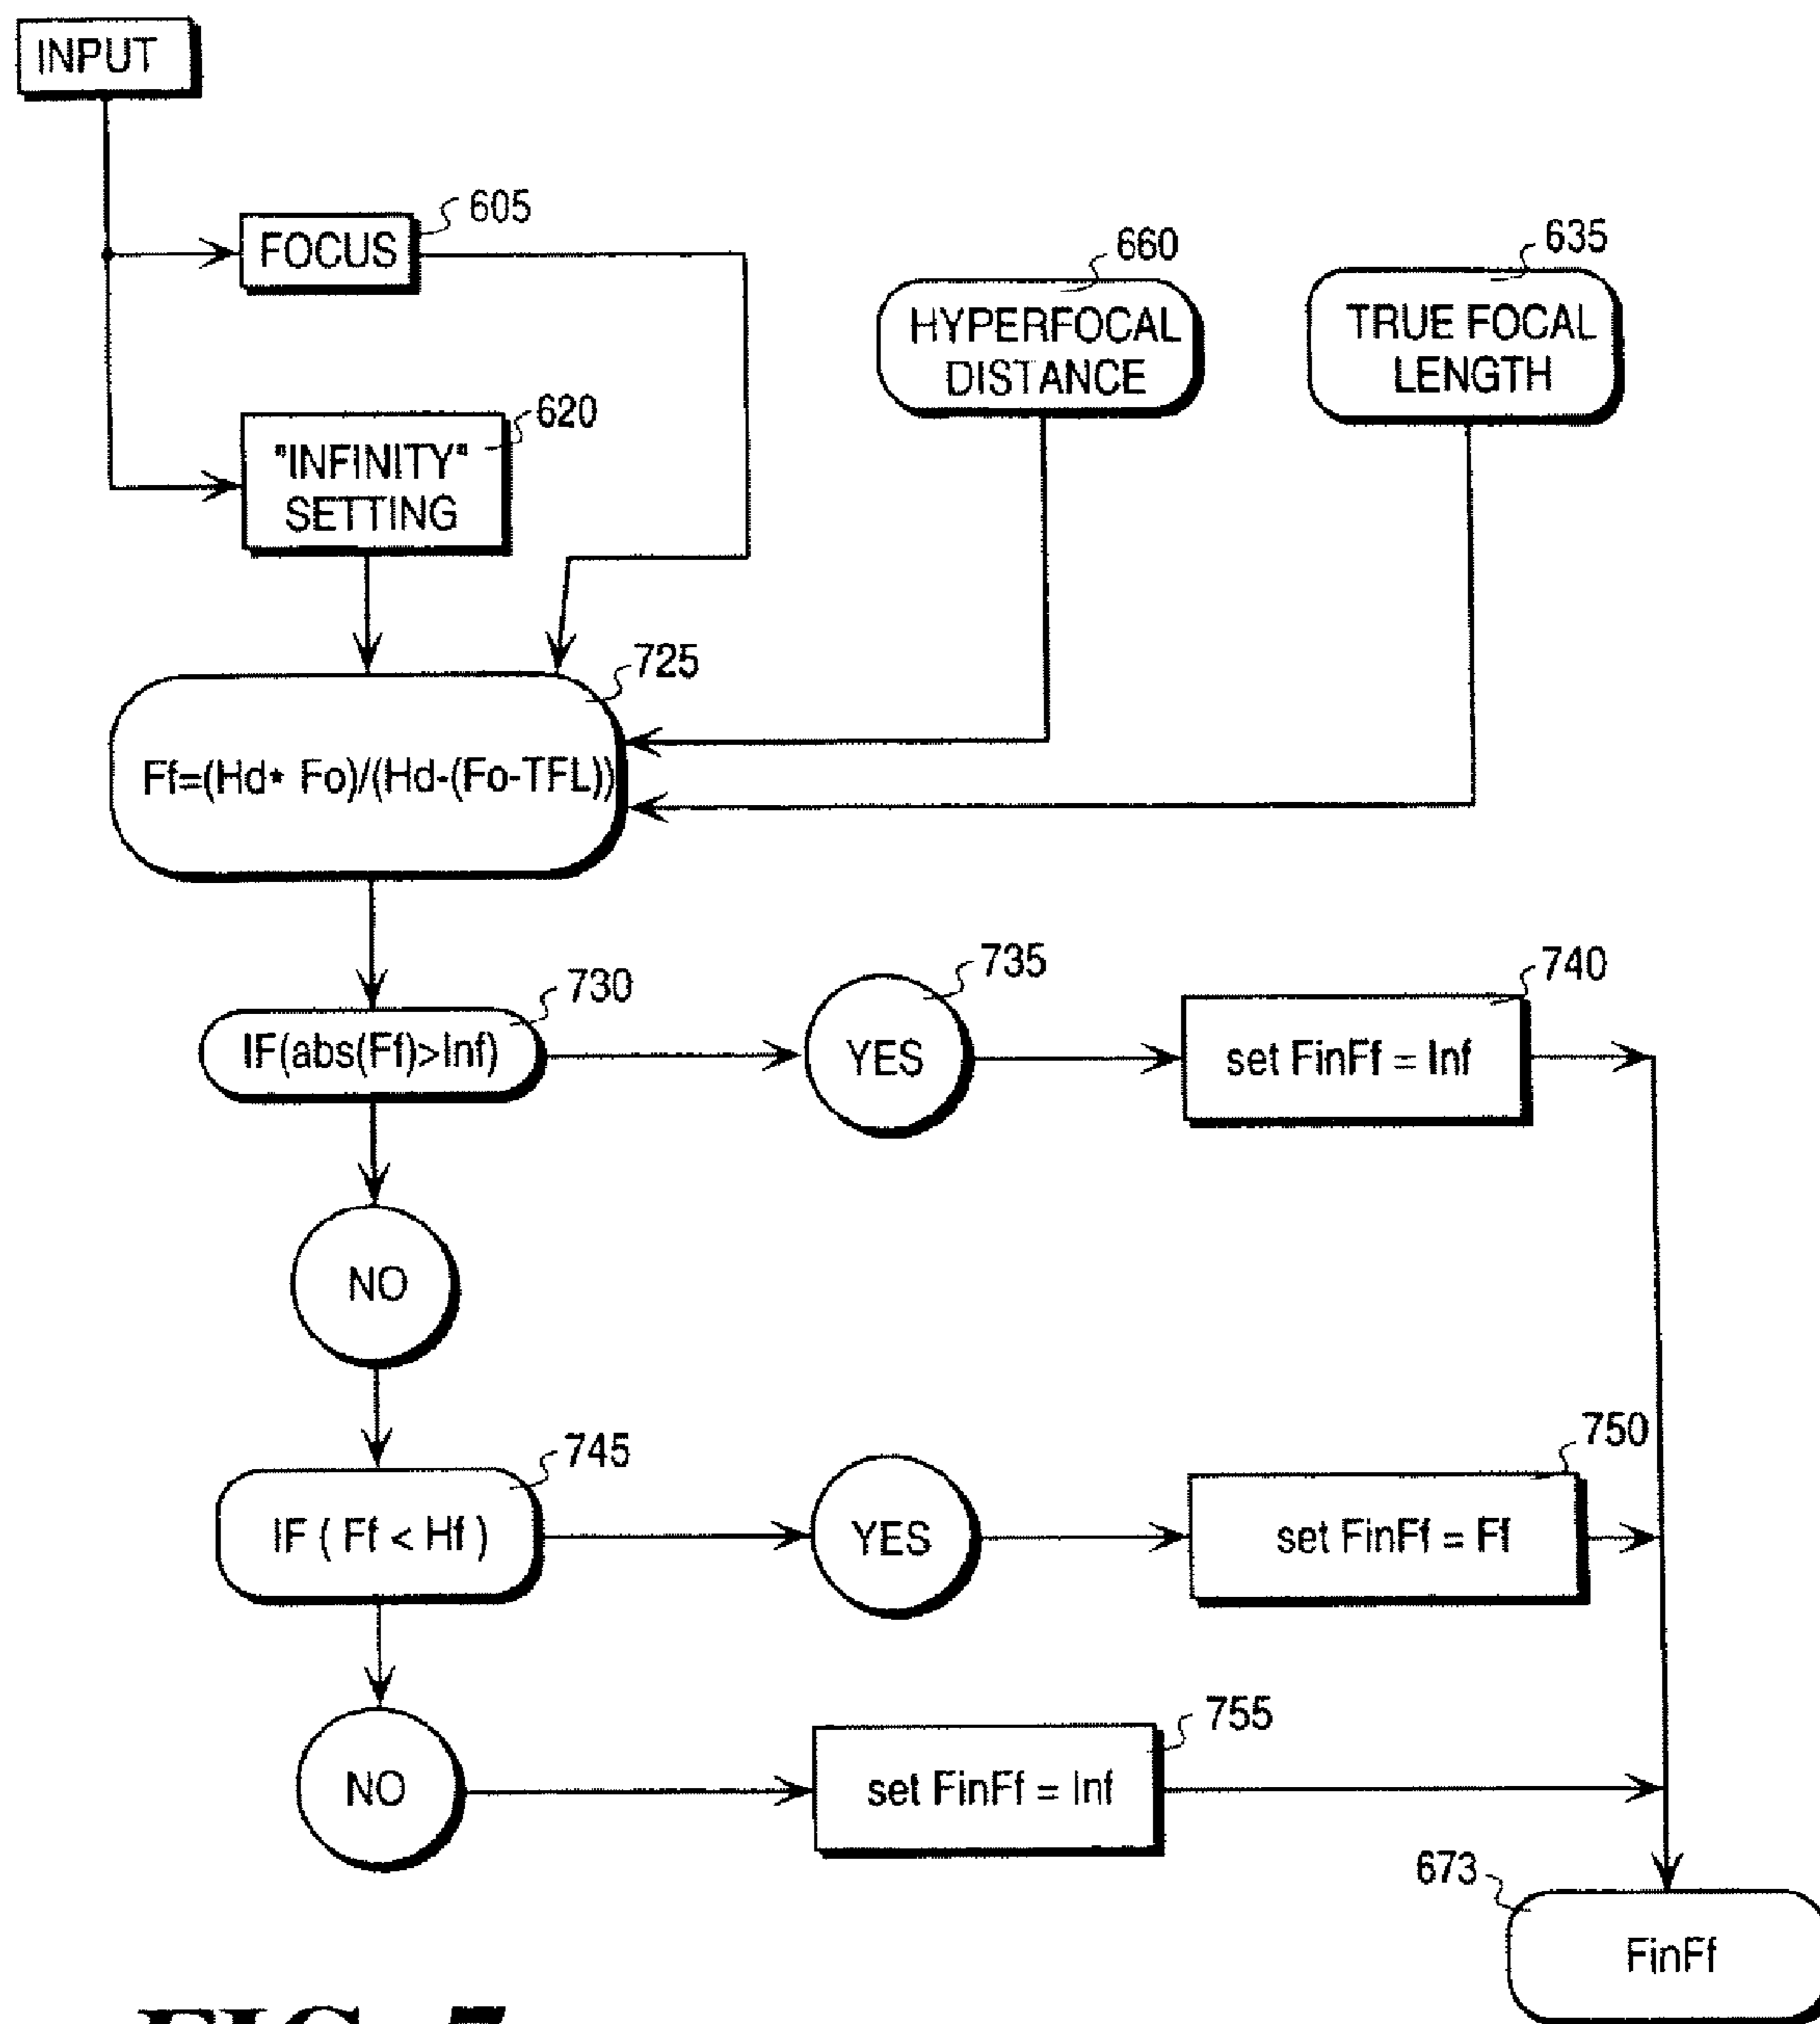 INPUT
605
FOCUS
660
HYPERFOCAL
DISTANCE
635
TRUE FOCAL
LENGTH
620
"INFINITY"
SETTING
725
Ff=(Hd* Fo)/(Hd-(Fo-TFL))
730
IF(abs(Ff)>Inf)
735
YES
740
set FinFf = Inf
NO
745
IF ( Ff < Hf )
YES
750
set FinFf = Ff
NO
755
set FinFf = Inf
673
FinFf